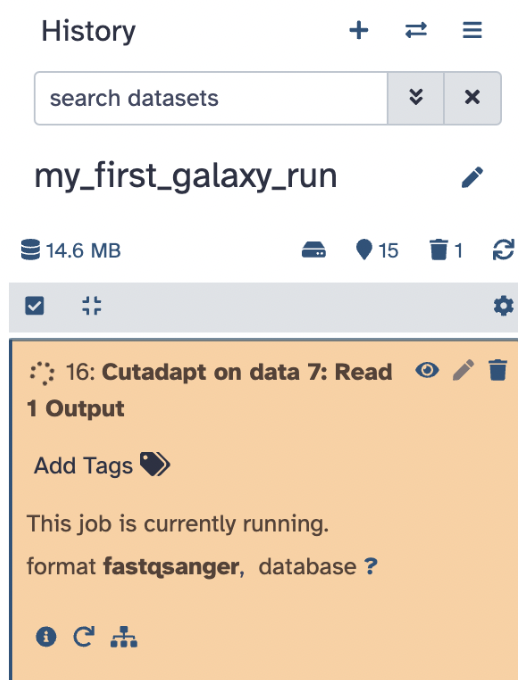 History
search datasets
my_first_galaxy_run
14.6 MB 15 1
16: Cutadapt on data 7: Read
1 Output
Add Tags
This job is currently running.
format fastqsanger, database ?